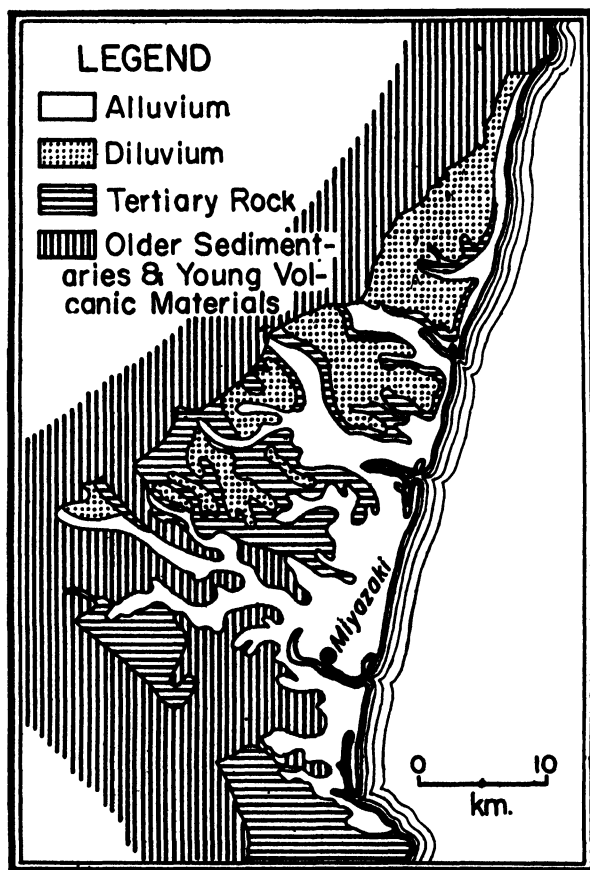 LEGEND
Alluvium
Diluvium
Tertiary Rock
Older Sediment-
aries & Young Vol-
canic Materials
Miyazaki
0 10
km.